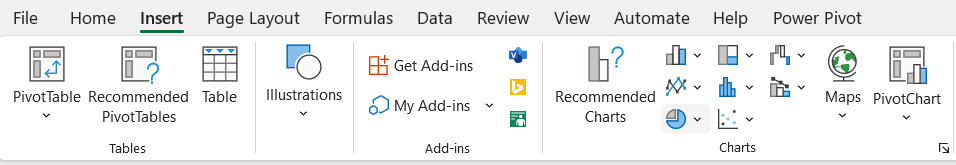 File Home Insert Page Layout Formulas Data Review View Automate Help Power Pivot
PivotTable Recommended PivotTables Table Illustrations Get Add-ins
My Add-ins
Recommended Charts Maps PivotChart
Tables Add-ins Charts